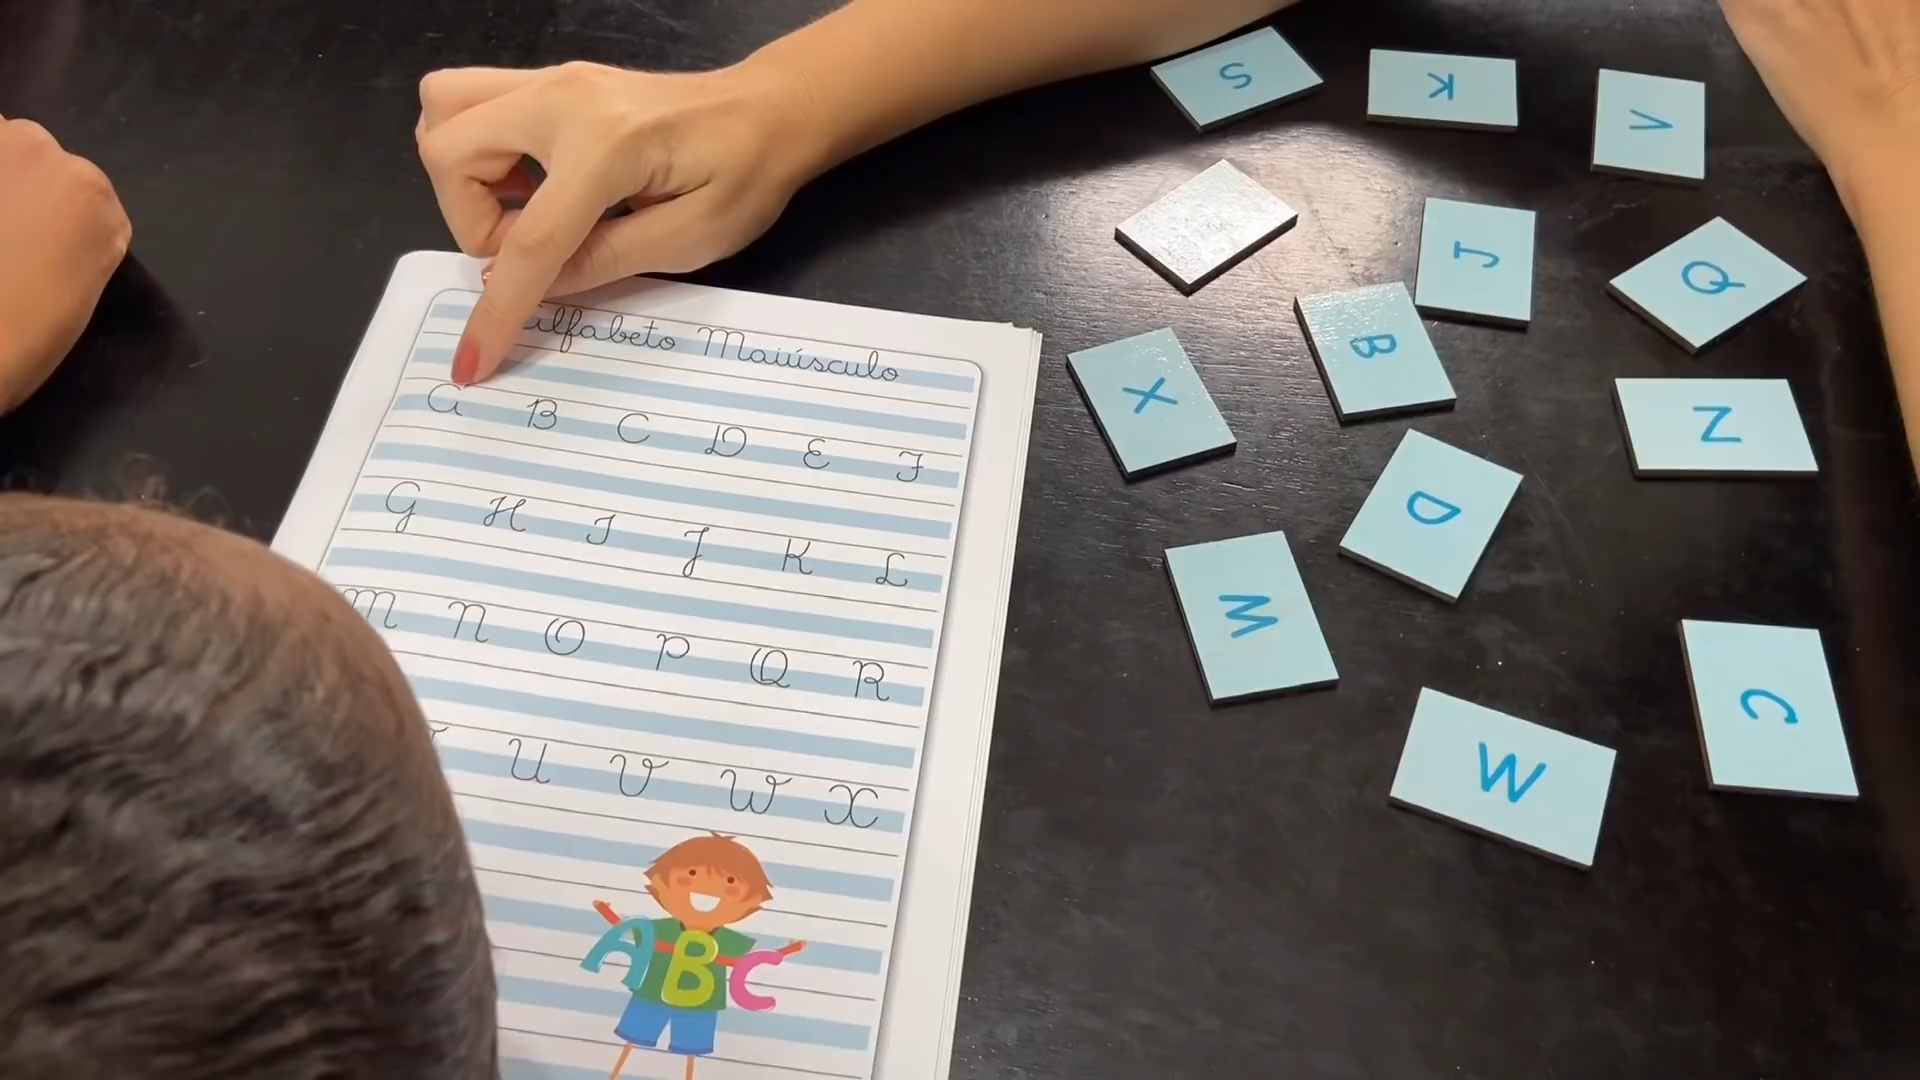 Alfabeto Maiúsculo
A B C D E F
G H I J K L
M N O P Q R
U V W X
ABC
S
K
V
J
Q
B
X
Z
D
M
W
C